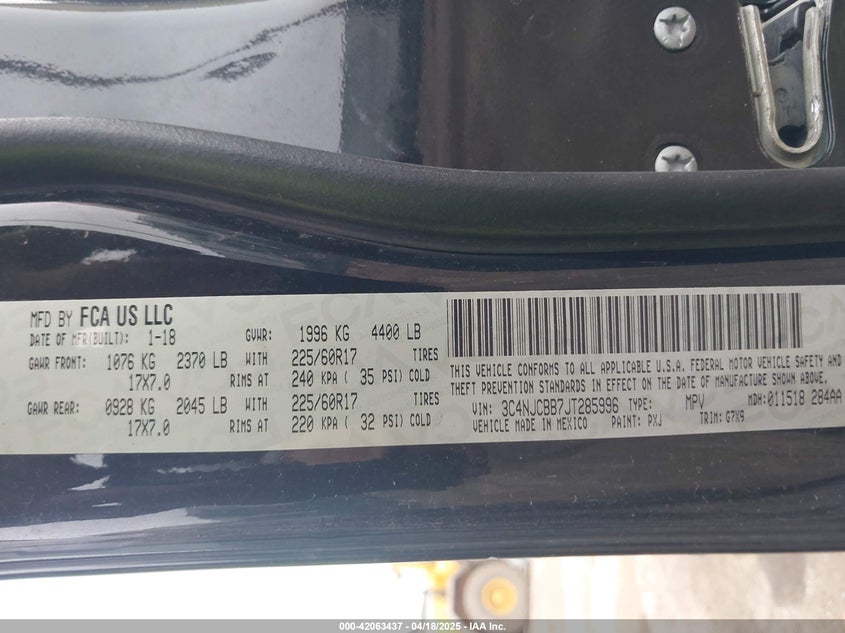 MFD BY FCA US LLC
DATE OF MFR(BUILT): 1-18 GVWR: 1996 KG 4400 LB
GAWR FRONT: 1076 KG 2370 LB WITH 225/60R17 TIRES
17X7.0 RIMS AT 240 KPA ( 35 PSI) COLD
GAWR REAR: 0928 KG 2045 LB WITH 225/60R17 TIRES
17X7.0 RIMS AT 220 KPA ( 32 PSI) COLD
THIS VEHICLE CONFORMS TO ALL APPLICABLE U.S.A. FEDERAL MOTOR VEHICLE SAFETY AND
THEFT PREVENTION STANDARDS IN EFFECT ON THE DATE OF MANUFACTURE SHOWN ABOVE.
VIN: 3C4NJCBB7JT285996 TYPE: MPV MDH:011518 284AA
VEHICLE MADE IN MEXICO PAINT: PXJ TRIM: G7X9
000-42063437 - 04/18/2025 - IAA Inc.